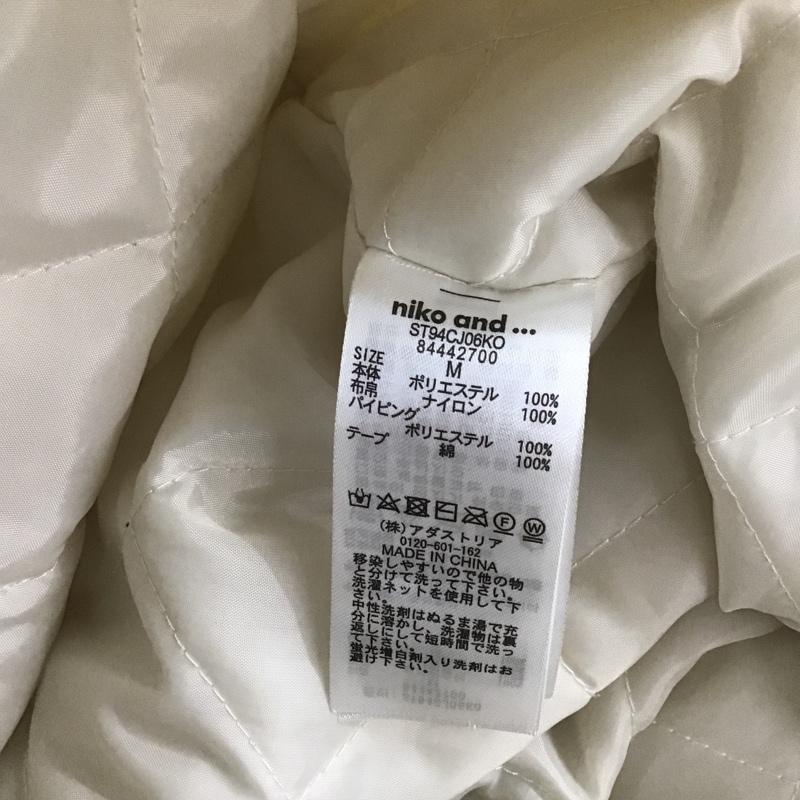 niko and ...
ST94CJ06KO
84442700
SIZE M
本体 ポリエステル 100%
布帛 ナイロン 100%
パイピング
ポリエステル 100%
テープ 綿 100%
F W
(株)アダストリア
0120-601-162
MADE IN CHINA
移染しやすいので他の物
と分けて洗って下さい。
洗濯ネットを使用して下
さい。
中性洗剤はぬるま湯で充
分に溶かし、洗濯物は裏
返しにして短時間で洗っ
て下さい。
蛍光増白剤入り洗剤はお
避け下さい。